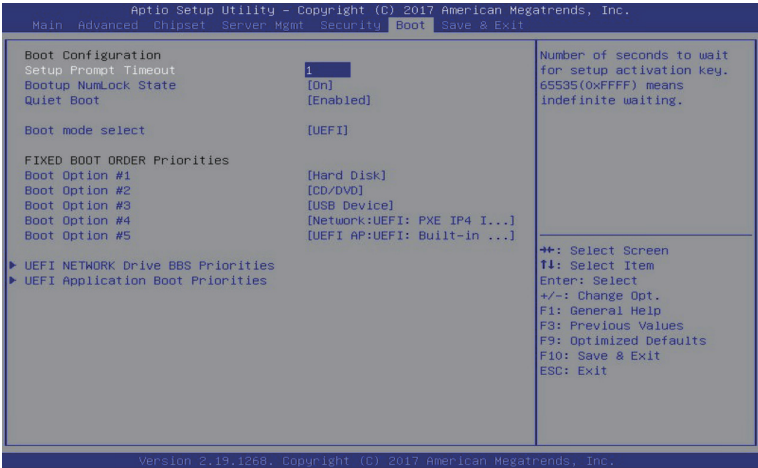 Aptio Setup Utility – Copyright (C) 2017 American Megatrends, Inc.
Main Advanced Chipset Server Mgmt Security Boot Save & Exit
Boot Configuration
Setup Prompt Timeout 1
Bootup NumLock State [On]
Quiet Boot [Enabled]
Boot mode select [UEFI]
FIXED BOOT ORDER Priorities
Boot Option #1 [Hard Disk]
Boot Option #2 [CD/DVD]
Boot Option #3 [USB Device]
Boot Option #4 [Network:UEFI: PXE IP4 I...]
Boot Option #5 [UEFI AP:UEFI: Built-in ...]
▶ UEFI NETWORK Drive BBS Priorities
▶ UEFI Application Boot Priorities
Number of seconds to wait
for setup activation key.
65535(0xFFFF) means
indefinite waiting.
→←: Select Screen
↑↓: Select Item
Enter: Select
+/-: Change Opt.
F1: General Help
F3: Previous Values
F9: Optimized Defaults
F10: Save & Exit
ESC: Exit
Version 2.19.1268. Copyright (C) 2017 American Megatrends, Inc.